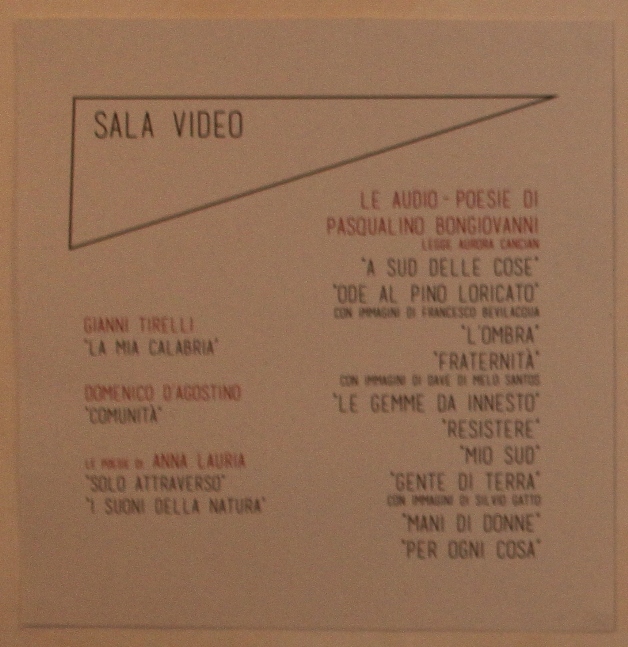 SALA VIDEO
GIANNI TIRELLI
"LA MIA CALABRIA"
DOMENICO D'AGOSTINO
"COMUNITÀ"
LE POESIE DI ANNA LAURIA
"SOLO ATTRAVERSO"
"I SUONI DELLA NATURA"
LE AUDIO-POESIE DI
PASQUALINO BONGIOVANNI
LEGGE AURORA CANCIAN
"A SUD DELLE COSE"
"ODE AL PINO LORICATO"
CON IMMAGINI DI FRANCESCO BEVILACQUA
"L'OMBRA"
"FRATERNITÀ"
CON IMMAGINI DI DAVE DI MELO SANTOS
"LE GEMME DA INNESTO"
"RESISTERE"
"MIO SUD"
"GENTE DI TERRA"
CON IMMAGINI DI SILVIO GATTO
"MANI DI DONNE"
"PER OGNI COSA"